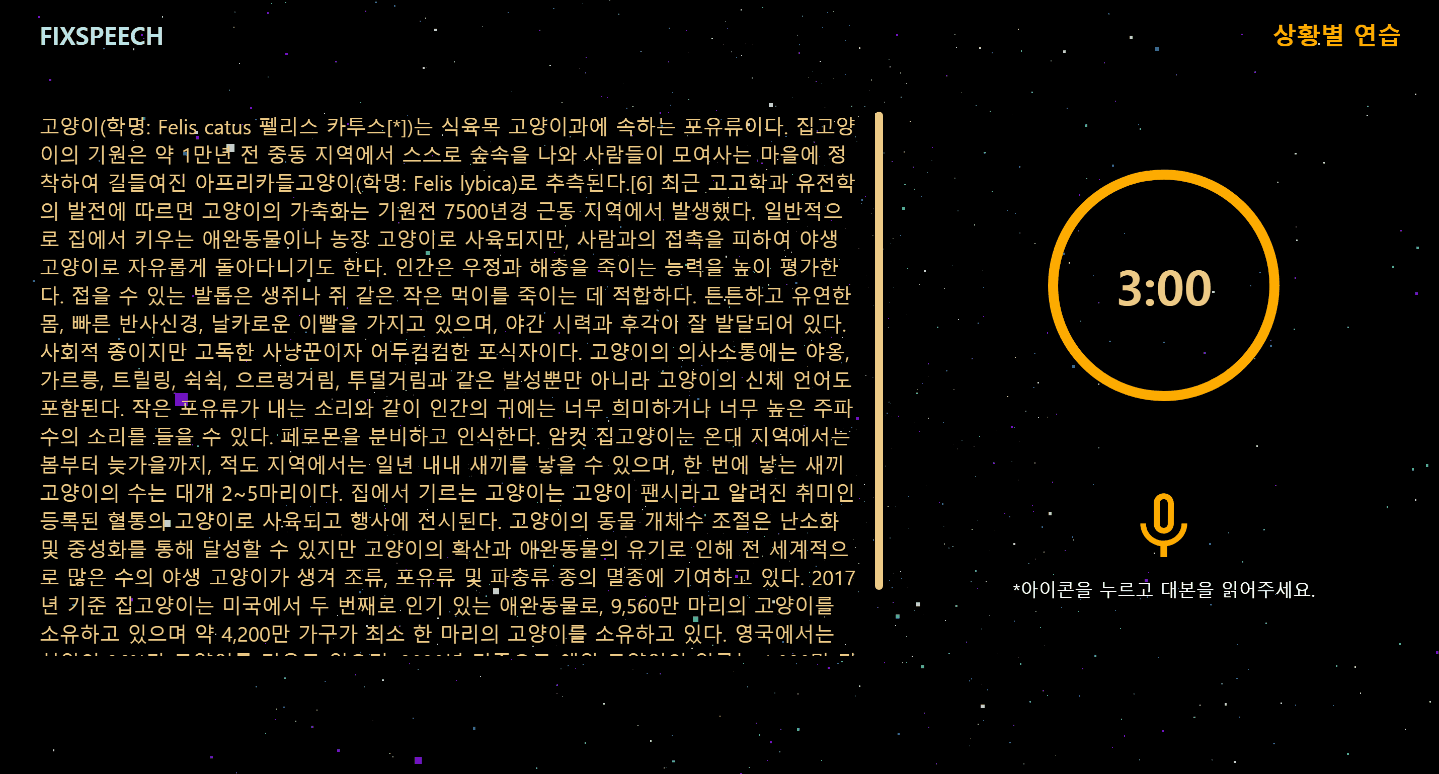 FIXSPEECH
상황별 연습
고양이(학명: Felis catus 펠리스 카투스[*])는 식육목 고양이과에 속하는 포유류이다. 집고양
이의 기원은 약 1만년 전 중동 지역에서 스스로 숲속을 나와 사람들이 모여사는 마을에 정
착하여 길들여진 아프리카들고양이(학명: Felis lybica)로 추측된다.[6] 최근 고고학과 유전학
의 발전에 따르면 고양이의 가축화는 기원전 7500년경 근동 지역에서 발생했다. 일반적으
로 집에서 키우는 애완동물이나 농장 고양이로 사육되지만, 사람과의 접촉을 피하여 야생
고양이로 자유롭게 돌아다니기도 한다. 인간은 우정과 해충을 죽이는 능력을 높이 평가한
다. 접을 수 있는 발톱은 생쥐나 쥐 같은 작은 먹이를 죽이는 데 적합하다. 튼튼하고 유연한
몸, 빠른 반사신경, 날카로운 이빨을 가지고 있으며, 야간 시력과 후각이 잘 발달되어 있다.
사회적 종이지만 고독한 사냥꾼이자 어두컴컴한 포식자이다. 고양이의 의사소통에는 야옹,
가르릉, 트릴링, 쉭쉭, 으르렁거림, 투덜거림과 같은 발성뿐만 아니라 고양이의 신체 언어도
포함된다. 작은 포유류가 내는 소리와 같이 인간의 귀에는 너무 희미하거나 너무 높은 주파
수의 소리를 들을 수 있다. 페로몬을 분비하고 인식한다. 암컷 집고양이는 온대 지역에서는
봄부터 늦가을까지, 적도 지역에서는 일년 내내 새끼를 낳을 수 있으며, 한 번에 낳는 새끼
고양이의 수는 대개 2~5마리이다. 집에서 기르는 고양이는 고양이 팬시라고 알려진 취미인
등록된 혈통의 고양이로 사육되고 행사에 전시된다. 고양이의 동물 개체수 조절은 난소화
및 중성화를 통해 달성할 수 있지만 고양이의 확산과 애완동물의 유기로 인해 전 세계적으
로 많은 수의 야생 고양이가 생겨 조류, 포유류 및 파충류 종의 멸종에 기여하고 있다. 2017
년 기준 집고양이는 미국에서 두 번째로 인기 있는 애완동물로, 9,560만 마리의 고양이를
소유하고 있으며 약 4,200만 가구가 최소 한 마리의 고양이를 소유하고 있다. 영국에서는
3:00
*아이콘을 누르고 대본을 읽어주세요.